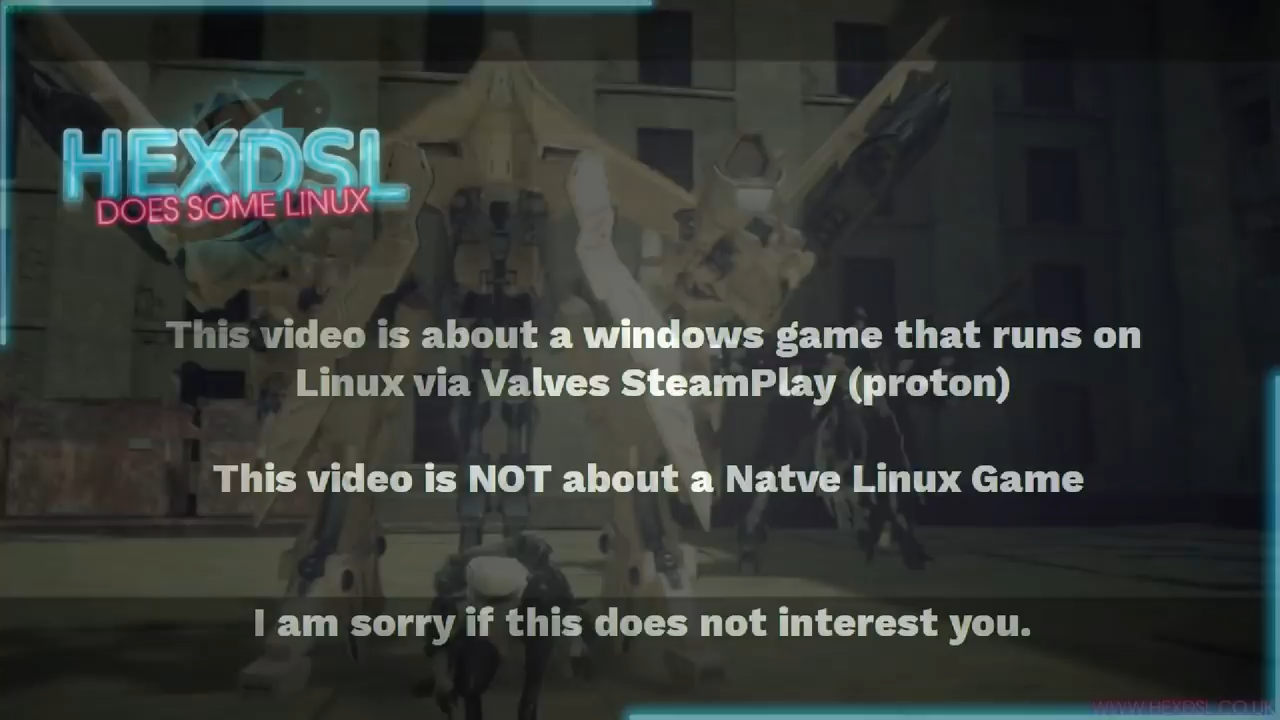 HEXDSL
DOES SOME LINUX
This video is about a windows game that runs on
Linux via Valves SteamPlay (proton)
This video is NOT about a Natve Linux Game
I am sorry if this does not interest you.
WWW.HEXDSL.CO.UK